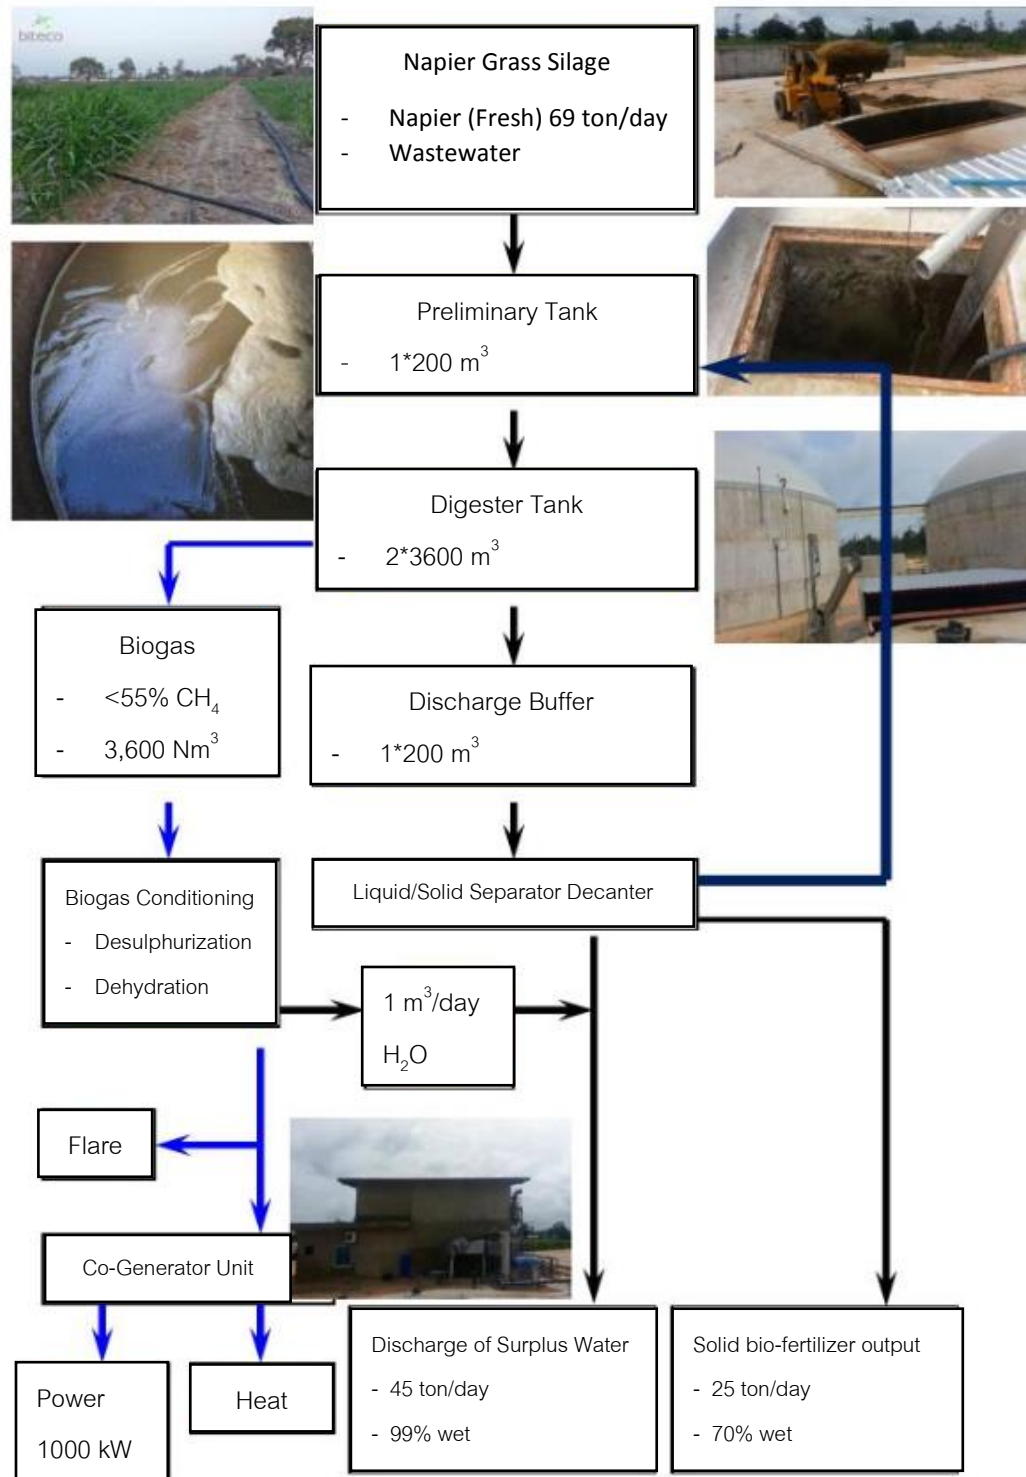 biteco
Napier Grass Silage
- Napier (Fresh) 69 ton/day
- Wastewater
Preliminary Tank
- 1*200 m³
Digester Tank
- 2*3600 m³
Biogas
- <55% CH₄
- 3,600 Nm³
Discharge Buffer
- 1*200 m³
Biogas Conditioning
- Desulphurization
- Dehydration
Liquid/Solid Separator Decanter
1 m³/day
H₂O
Flare
Co-Generator Unit
Power
1000 kW
Heat
Discharge of Surplus Water
- 45 ton/day
- 99% wet
Solid bio-fertilizer output
- 25 ton/day
- 70% wet